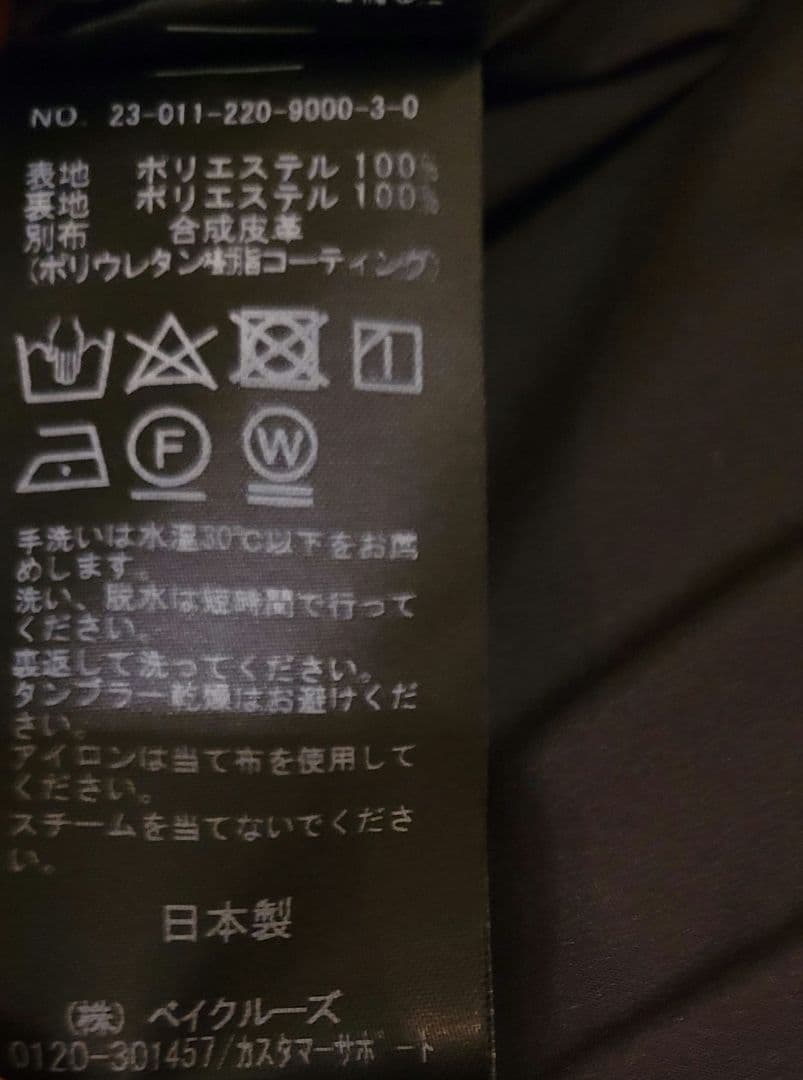 NO. 23-011-220-9000-3-0
表地 ポリエステル 100%
裏地 ポリエステル 100%
別布 合成皮革
(ポリウレタン樹脂コーティング)
F W
手洗いは水温30℃以下をお薦
めします。
洗い、脱水は短時間で行って
ください。
裏返して洗ってください。
タンブラー乾燥はお避けくだ
さい。
アイロンは当て布を使用して
ください。
スチームを当てないでくださ
い。
日本製
(株) ベイクルーズ
0120-301457/カスタマーサポート